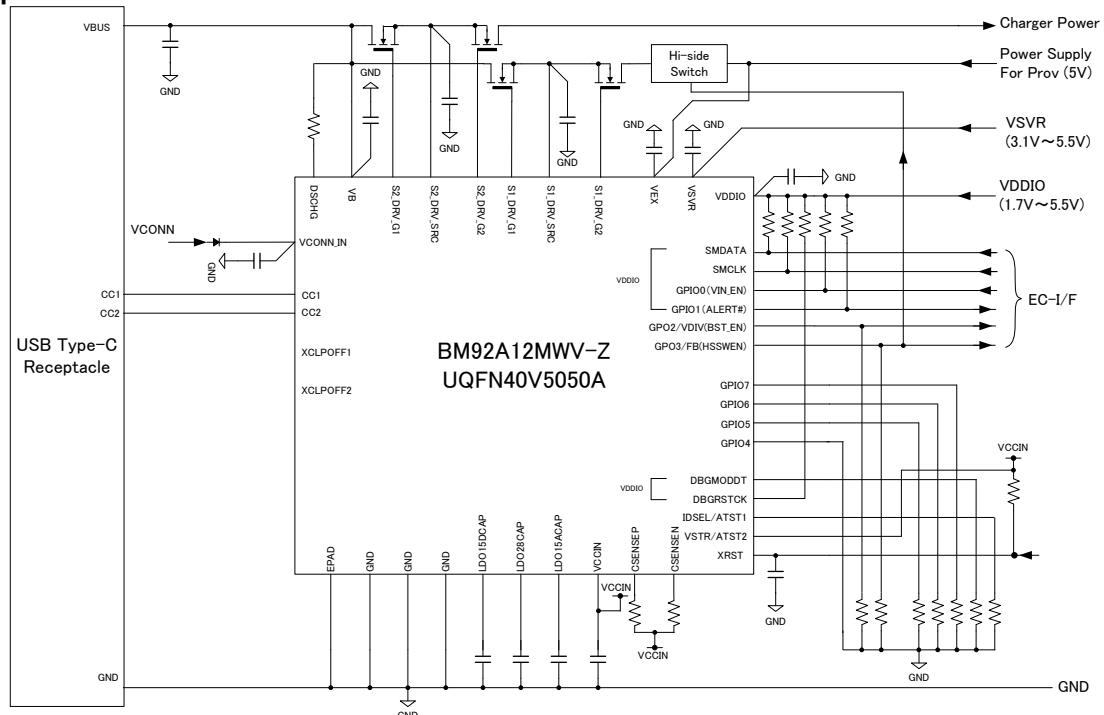 VBUS
Charger Power
Hi-side
Switch
Power Supply
For Prov (5V)
GND
GND
GND
GND
GND
GND
GND
VSVR
(3.1V～5.5V)
GND
VDDIO
(1.7V～5.5V)
DSCHG
VB
S2_DRV_G1
S2_DRV_SRC
S2_DRV_G2
S1_DRV_G1
S1_DRV_SRC
S1_DRV_G2
VEX
VSVR
VDDIO
VCONN
VCONN_IN
GND
SMDATA
SMCLK
VDDIO
GPIO0(VIN_EN)
GPIO1(ALERT#)
GPO2/VDIV(BST_EN)
GPO3/FB(HSSWEN)
EC-I/F
CC1
CC1
CC2
CC2
USB Type-C
Receptacle
XCLPOFF1
XCLPOFF2
BM92A12MWV-Z
UQFN40V5050A
GPIO7
GPIO6
GPIO5
GPIO4
VCCIN
DBGMODDT
VDDIO
DBGRSTCK
IDSEL/ATST1
VSTR/ATST2
XRST
EPAD
GND
GND
GND
LDO15DCAP
LDO28CAP
LDO15ACAP
VCCIN
CSENSEP
CSENSEN
VCCIN
VCCIN
GND
GND
GND
GND
GND